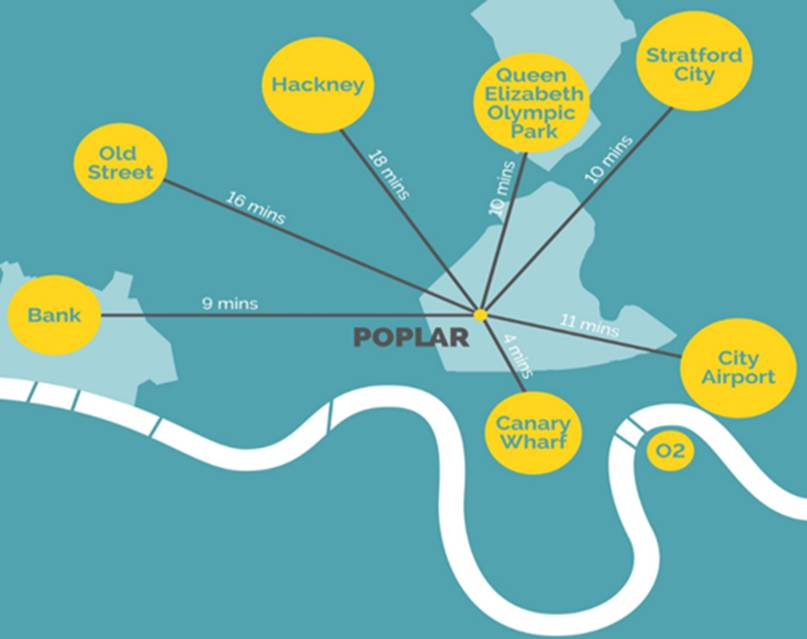 Stratford
City
Hackney
Queen
Elizabeth
Olympic
Park
Old
Street
18 mins
10 mins
10 mins
16 mins
Bank
9 mins
POPLAR
11 mins
4 mins
City
Airport
Canary
Wharf
O2